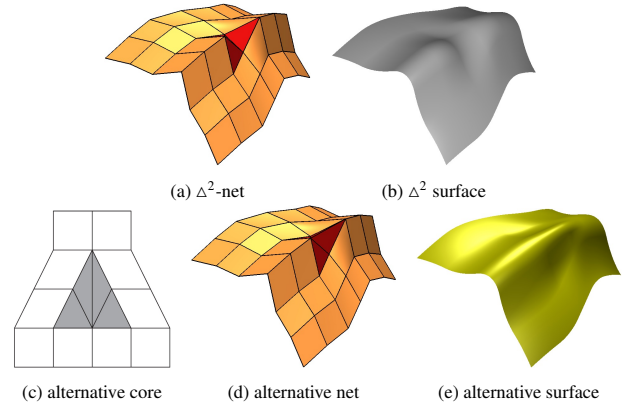 (a) △²-net
(b) △² surface
(c) alternative core
(d) alternative net
(e) alternative surface